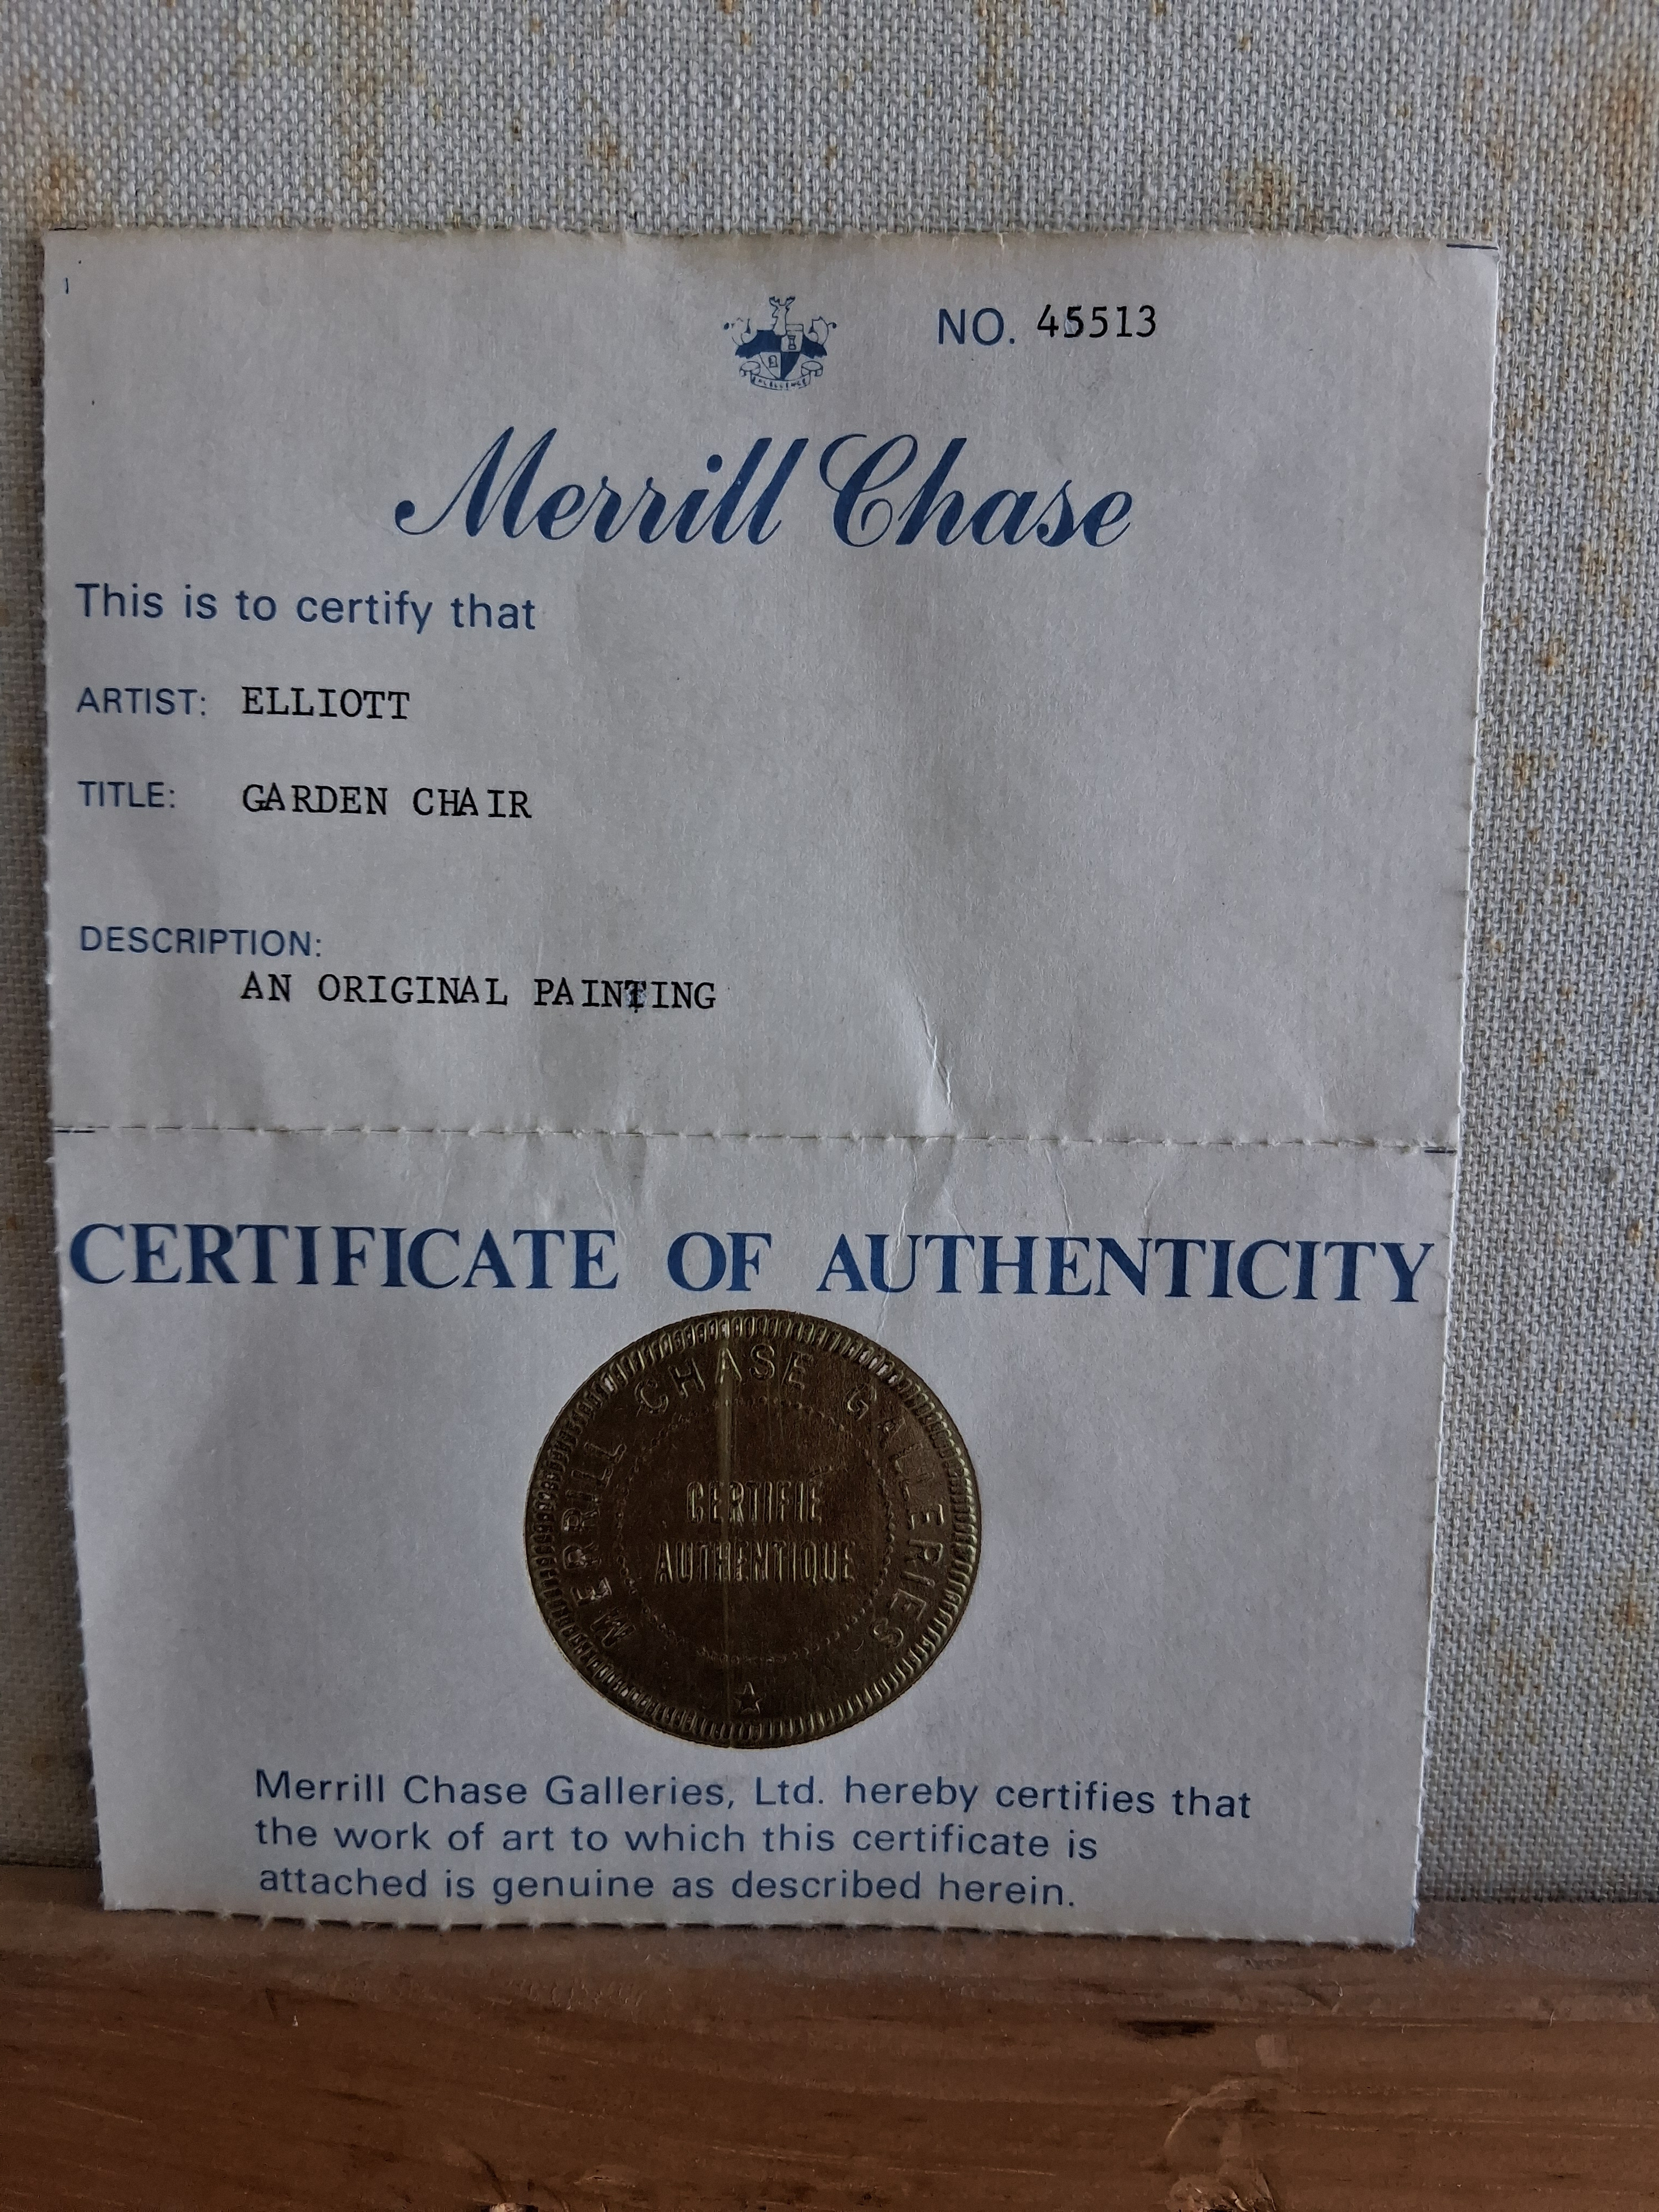 NO. 45513
Merrill Chase
This is to certify that
ARTIST: ELLIOTT
TITLE: GARDEN CHAIR
DESCRIPTION:
AN ORIGINAL PAINTING
CERTIFICATE OF AUTHENTICITY
MERRILL CHASE GALLERIES
CERTIFIÉ
AUTHENTIQUE
Merrill Chase Galleries, Ltd. hereby certifies that
the work of art to which this certificate is
attached is genuine as described herein.